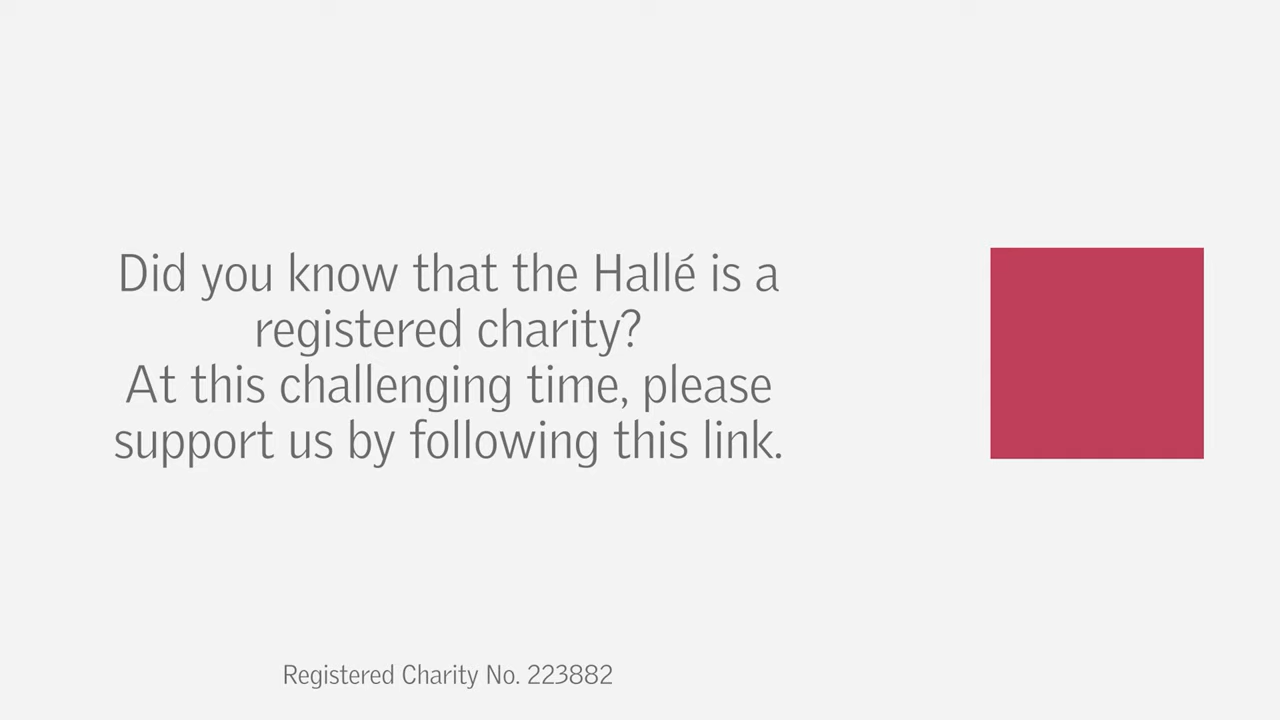 Did you know that the Hallé is a
registered charity?
At this challenging time, please
support us by following this link.
Registered Charity No. 223882